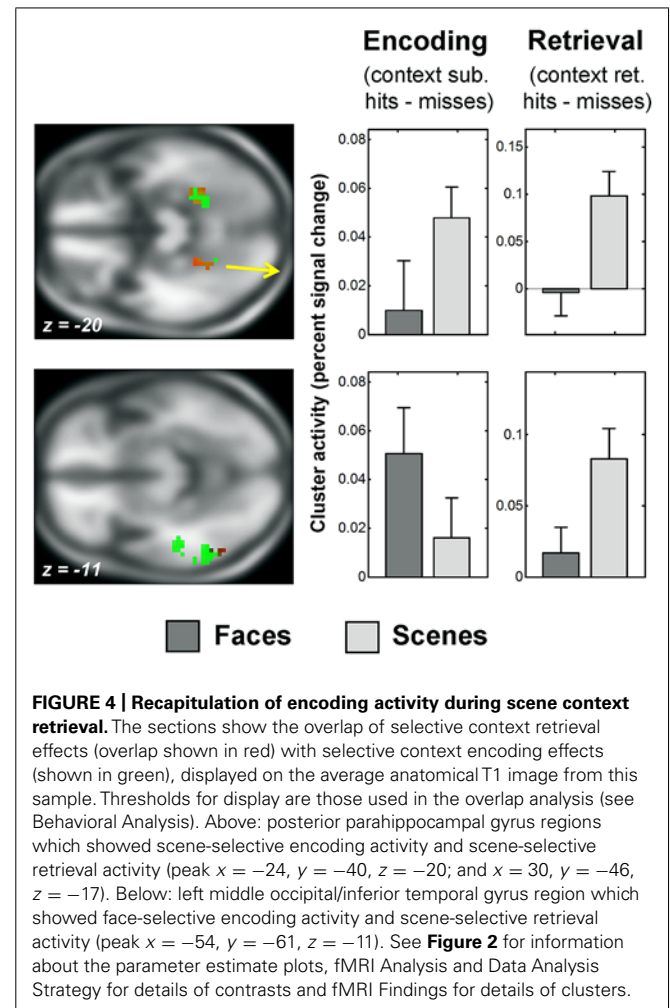 Encoding
(context sub.
hits - misses)
Retrieval
(context ret.
hits - misses)
z = -20
Cluster activity (percent signal change)
0.08
0.06
0.04
0.02
0
0.15
0.1
0.05
0
z = -11
0.08
0.06
0.04
0.02
0
0.1
0.05
0
Faces
Scenes
FIGURE 4 | Recapitulation of encoding activity during scene context
retrieval. The sections show the overlap of selective context retrieval
effects (overlap shown in red) with selective context encoding effects
(shown in green), displayed on the average anatomical T1 image from this
sample. Thresholds for display are those used in the overlap analysis (see
Behavioral Analysis). Above: posterior parahippocampal gyrus regions
which showed scene-selective encoding activity and scene-selective
retrieval activity (peak x = −24, y = −40, z = −20; and x = 30, y = −46,
z = −17). Below: left middle occipital/inferior temporal gyrus region which
showed face-selective encoding activity and scene-selective retrieval
activity (peak x = −54, y = −61, z = −11). See Figure 2 for information
about the parameter estimate plots, fMRI Analysis and Data Analysis
Strategy for details of contrasts and fMRI Findings for details of clusters.